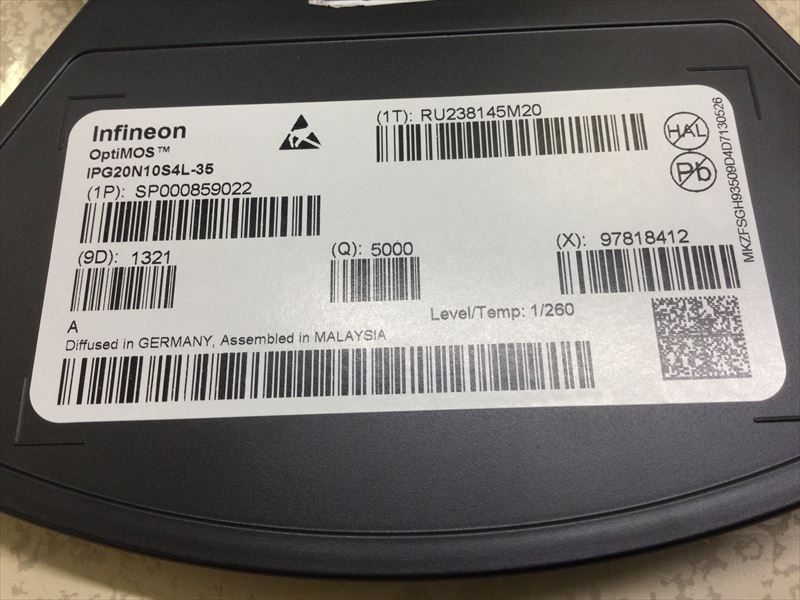 Infineon
OptiMOS™
IPG20N10S4L-35
(1P): SP000859022
(1T): RU238145M20
HAL
Pb
(9D): 1321
(Q): 5000
(X): 97818412
Level/Temp: 1/260
A
Diffused in GERMANY, Assembled in MALAYSIA
MKZFSGH93509D4D7130526